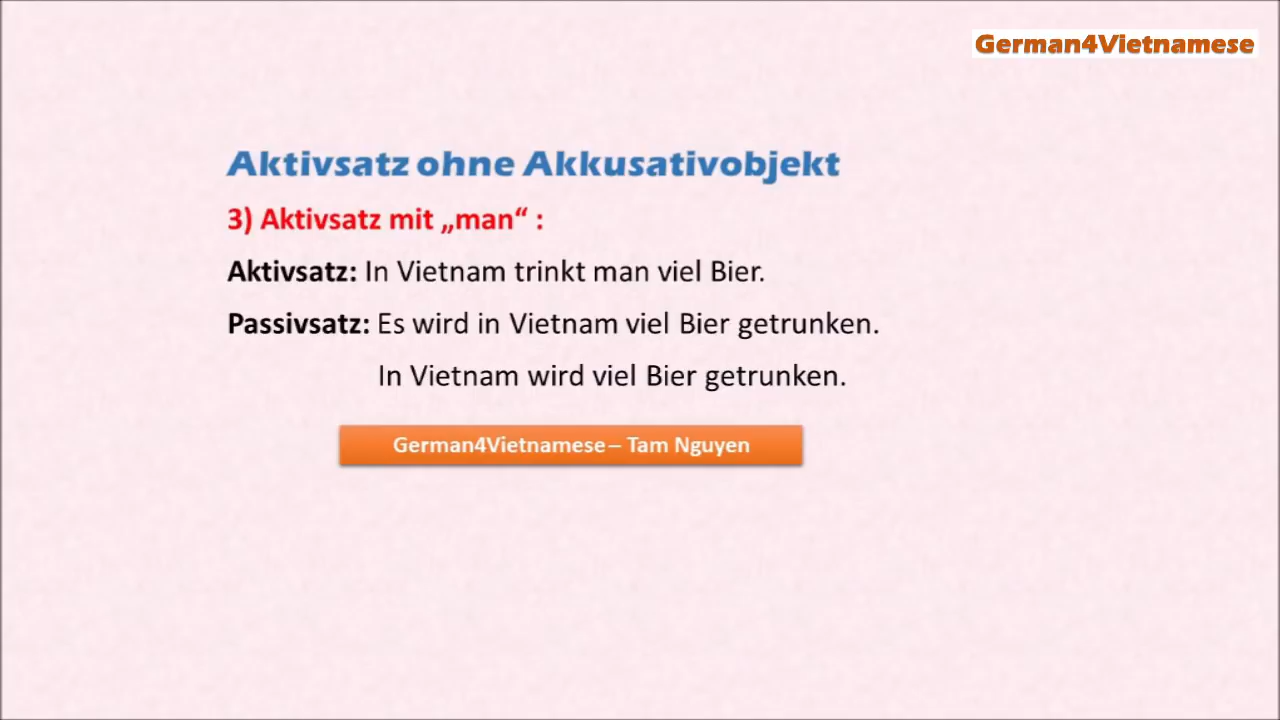 German4Vietnamese
Aktivsatz ohne Akkusativobjekt
3) Aktivsatz mit „man“ :
Aktivsatz: In Vietnam trinkt man viel Bier.
Passivsatz: Es wird in Vietnam viel Bier getrunken.
In Vietnam wird viel Bier getrunken.
German4Vietnamese – Tam Nguyen